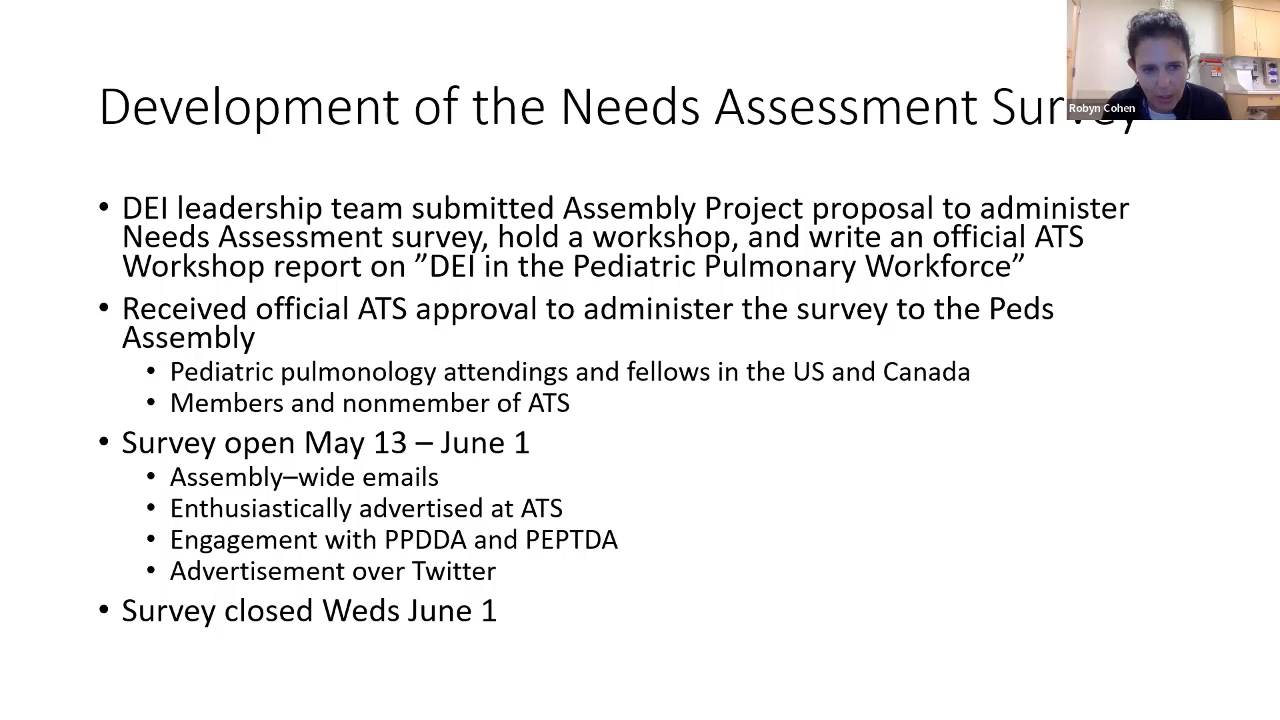 Development of the Needs Assessment Survey
Robyn Cohen
• DEI leadership team submitted Assembly Project proposal to administer
Needs Assessment survey, hold a workshop, and write an official ATS
Workshop report on ”DEI in the Pediatric Pulmonary Workforce”
• Received official ATS approval to administer the survey to the Peds
Assembly
• Pediatric pulmonology attendings and fellows in the US and Canada
• Members and nonmember of ATS
• Survey open May 13 – June 1
• Assembly–wide emails
• Enthusiastically advertised at ATS
• Engagement with PPDDA and PEPTDA
• Advertisement over Twitter
• Survey closed Weds June 1